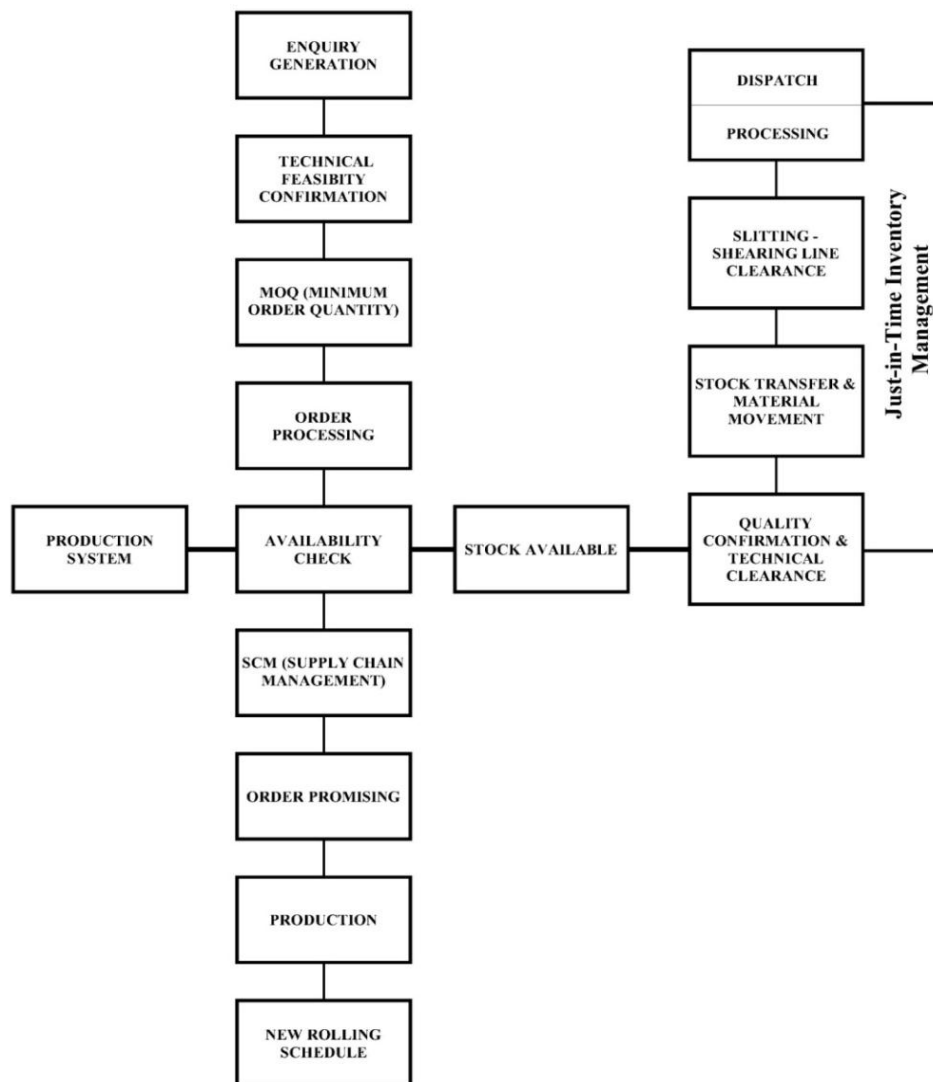 ENQUIRY
GENERATION
TECHNICAL
FEASIBITY
CONFIRMATION
MOQ (MINIMUM
ORDER QUANTITY)
ORDER
PROCESSING
PRODUCTION
SYSTEM
AVAILABILITY
CHECK
STOCK AVAILABLE
SCM (SUPPLY CHAIN
MANAGEMENT)
ORDER PROMISING
PRODUCTION
NEW ROLLING
SCHEDULE
DISPATCH
PROCESSING
SLITTING -
SHEARING LINE
CLEARANCE
STOCK TRANSFER &
MATERIAL
MOVEMENT
QUALITY
CONFIRMATION &
TECHNICAL
CLEARANCE
Just-in-Time Inventory
Management